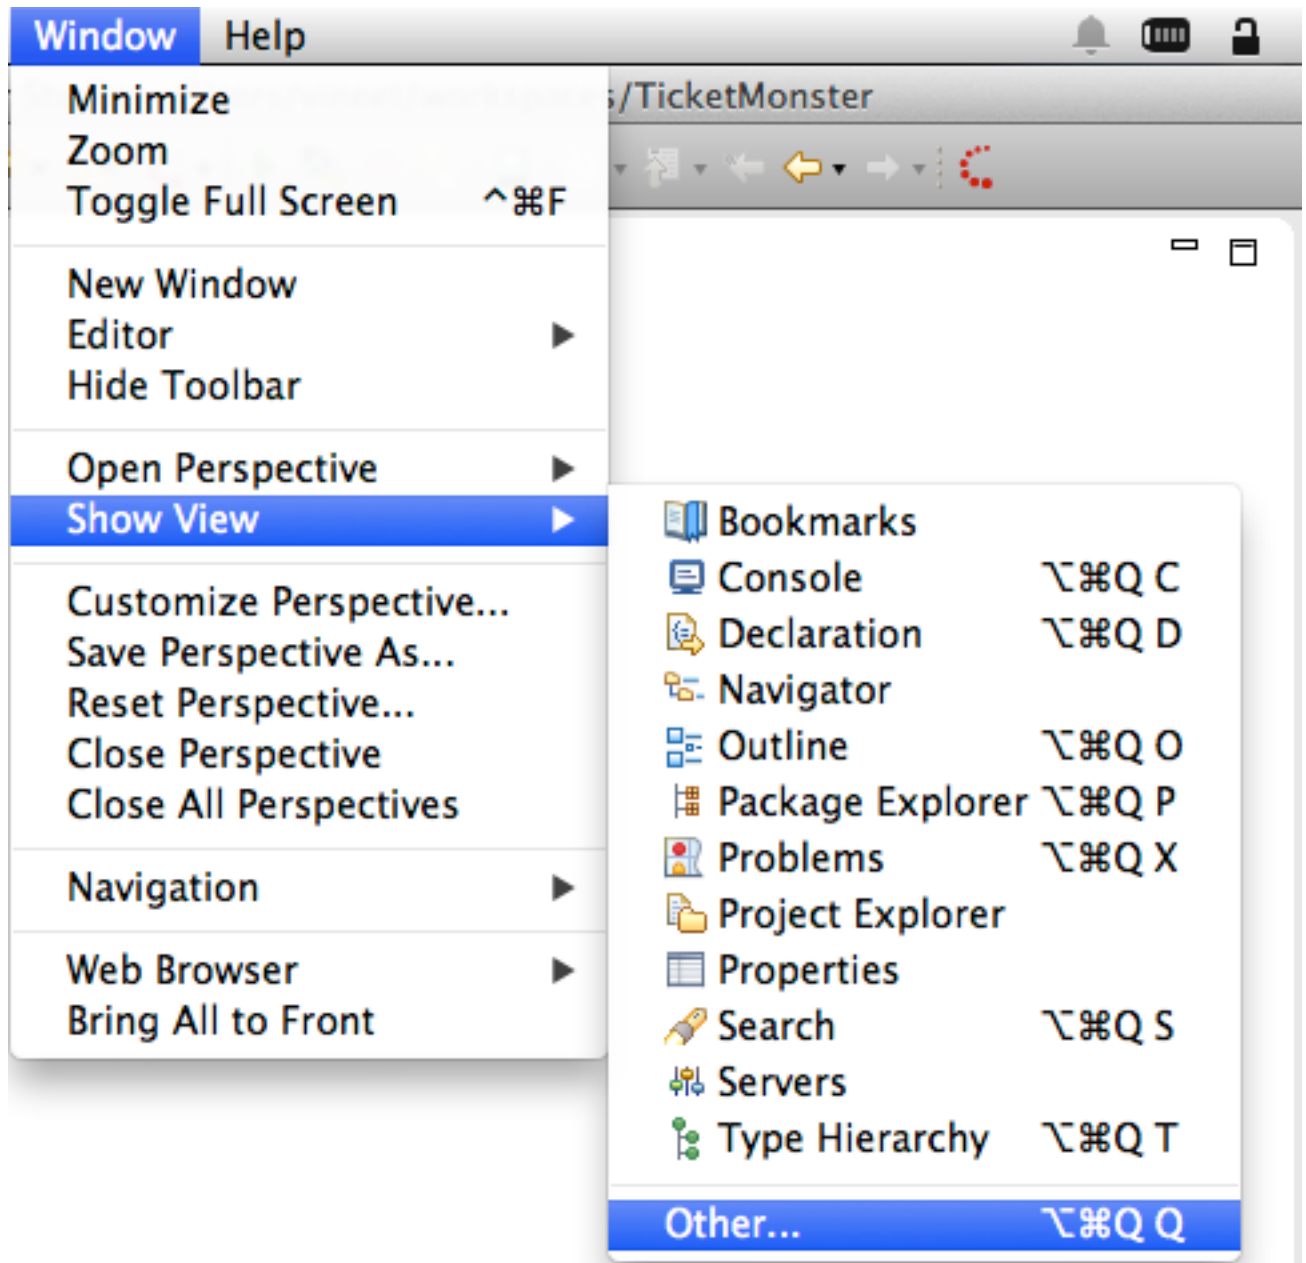 Window Help
/TicketMonster
Minimize
Zoom
Toggle Full Screen ^⌘F
New Window
Editor
Hide Toolbar
Open Perspective
Show View
Customize Perspective...
Save Perspective As...
Reset Perspective...
Close Perspective
Close All Perspectives
Navigation
Web Browser
Bring All to Front
Bookmarks
Console ⌥⌘Q C
Declaration ⌥⌘Q D
Navigator
Outline ⌥⌘Q O
Package Explorer ⌥⌘Q P
Problems ⌥⌘Q X
Project Explorer
Properties
Search ⌥⌘Q S
Servers
Type Hierarchy ⌥⌘Q T
Other... ⌥⌘Q Q